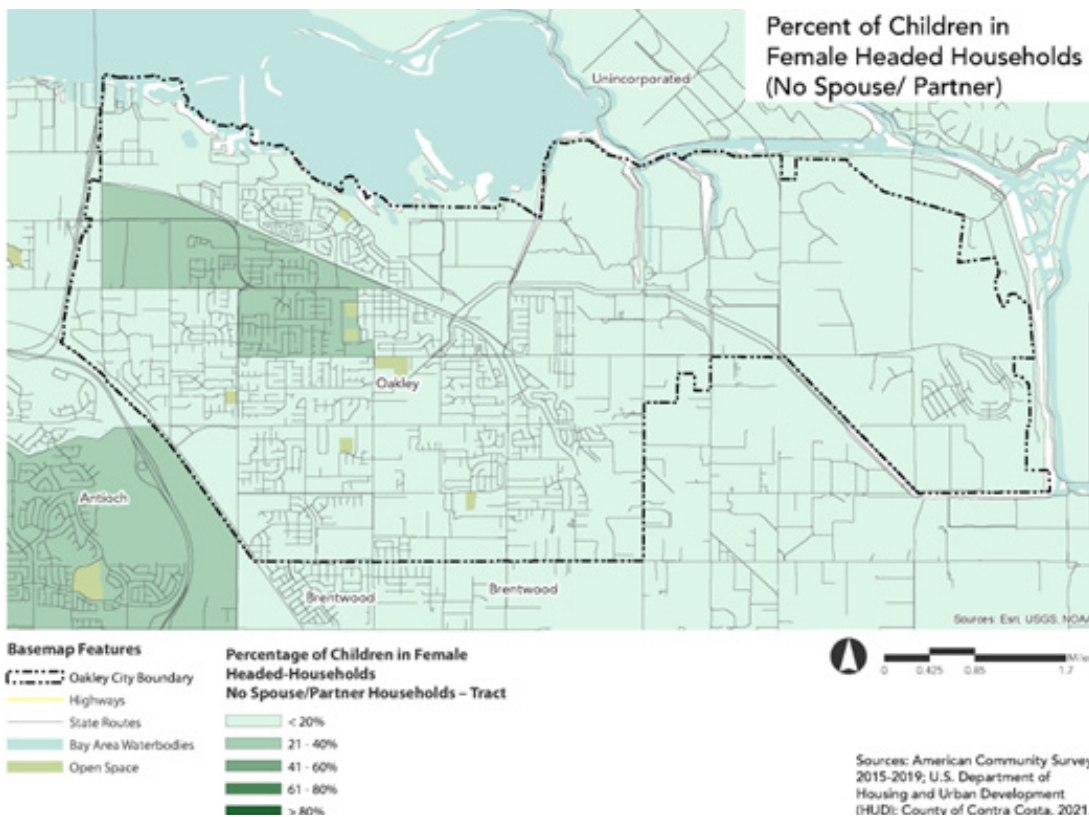 Percent of Children in
Female Headed Households
(No Spouse/ Partner)
Unincorporated
Oakley
Antioch
Brentwood
Brentwood
Sources: Esri, USGS, NOAA
Basemap Features
Oakley City Boundary
Highways
State Routes
Bay Area Waterbodies
Open Space
Percentage of Children in Female
Headed-Households
No Spouse/Partner Households – Tract
< 20%
21 - 40%
41 - 60%
61 - 80%
> 80%
0 0.425 0.85 1.7 Miles
Sources: American Community Survey
2015-2019; U.S. Department of
Housing and Urban Development
(HUD); County of Contra Costa, 2021